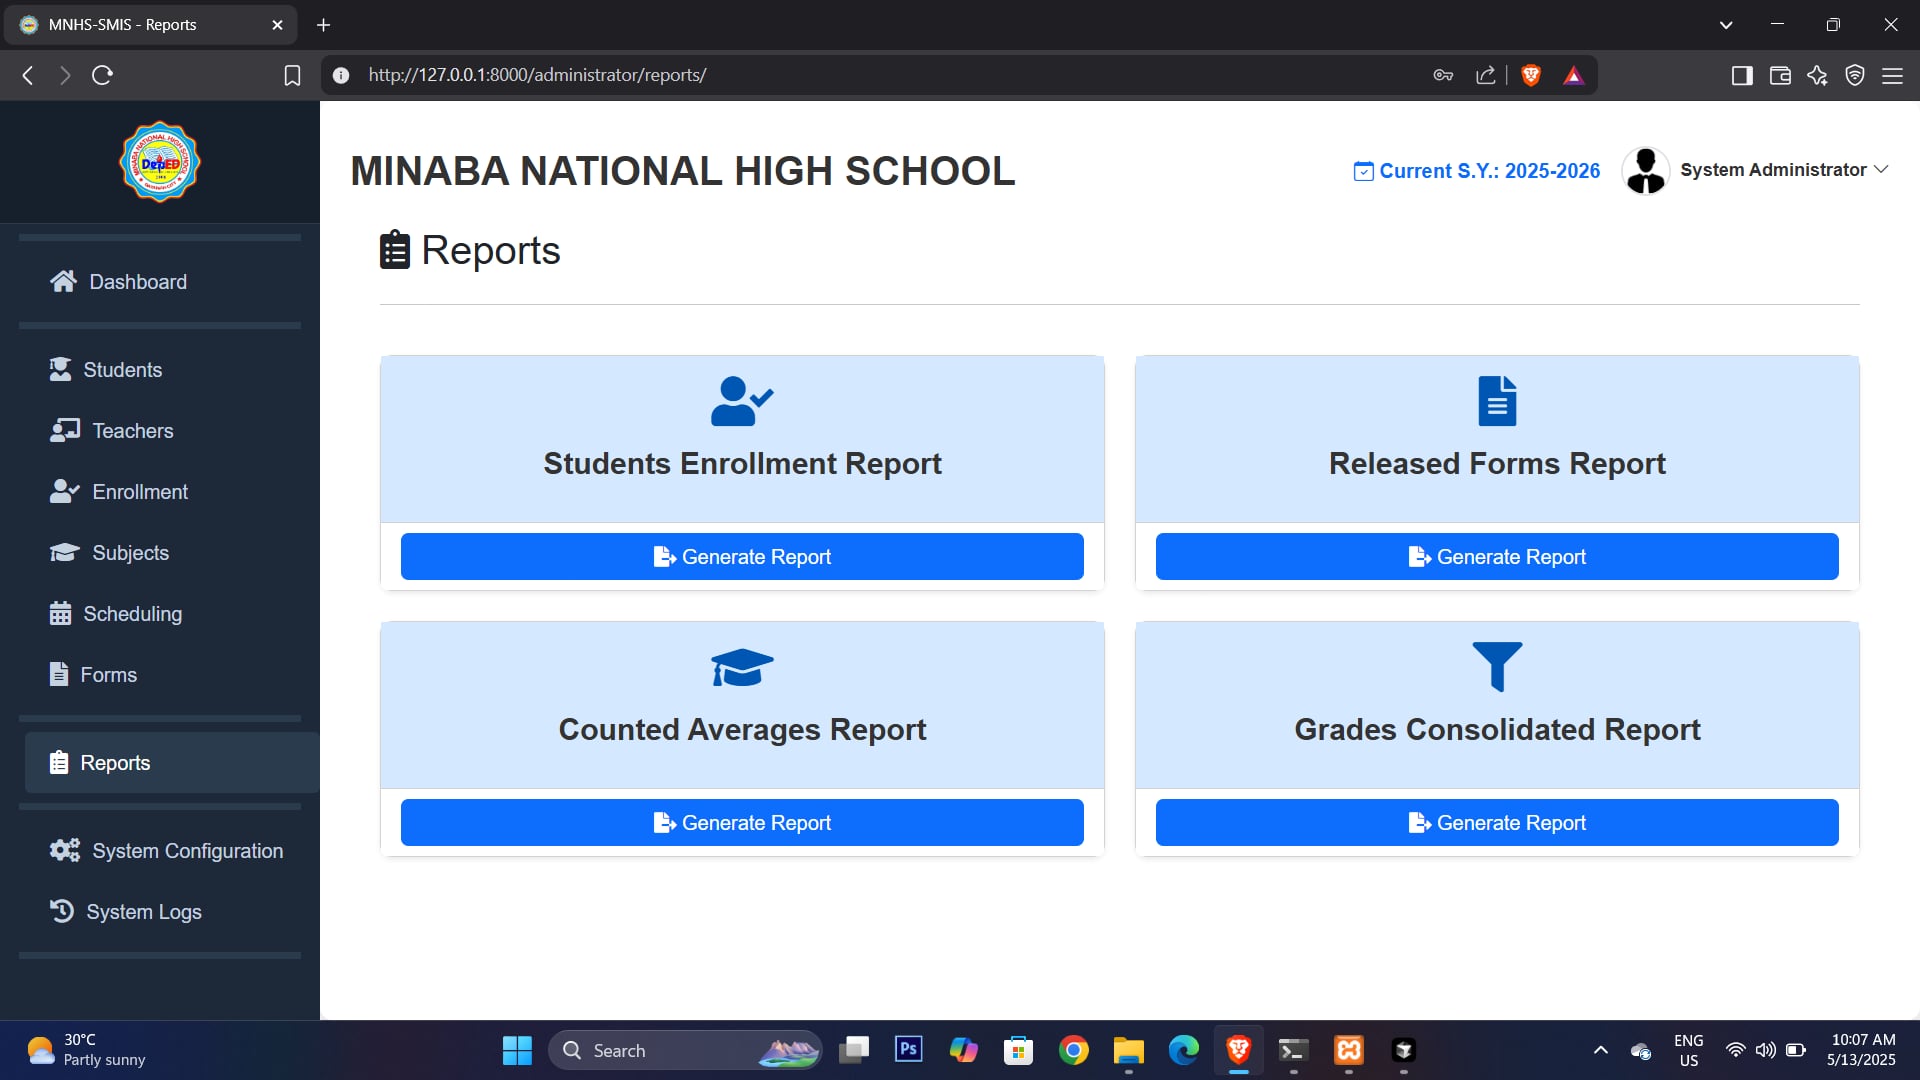 MNHS-SMIS - Reports
http://127.0.0.1:8000/administrator/reports/
MINABA NATIONAL HIGH SCHOOL
DepED
Current S.Y.: 2025-2026
System Administrator
Reports
Dashboard
Students
Teachers
Enrollment
Subjects
Scheduling
Forms
Reports
System Configuration
System Logs
Students Enrollment Report
Generate Report
Released Forms Report
Generate Report
Counted Averages Report
Generate Report
Grades Consolidated Report
Generate Report
30°C
Partly sunny
Search
Ps
ENG
US
10:07 AM
5/13/2025